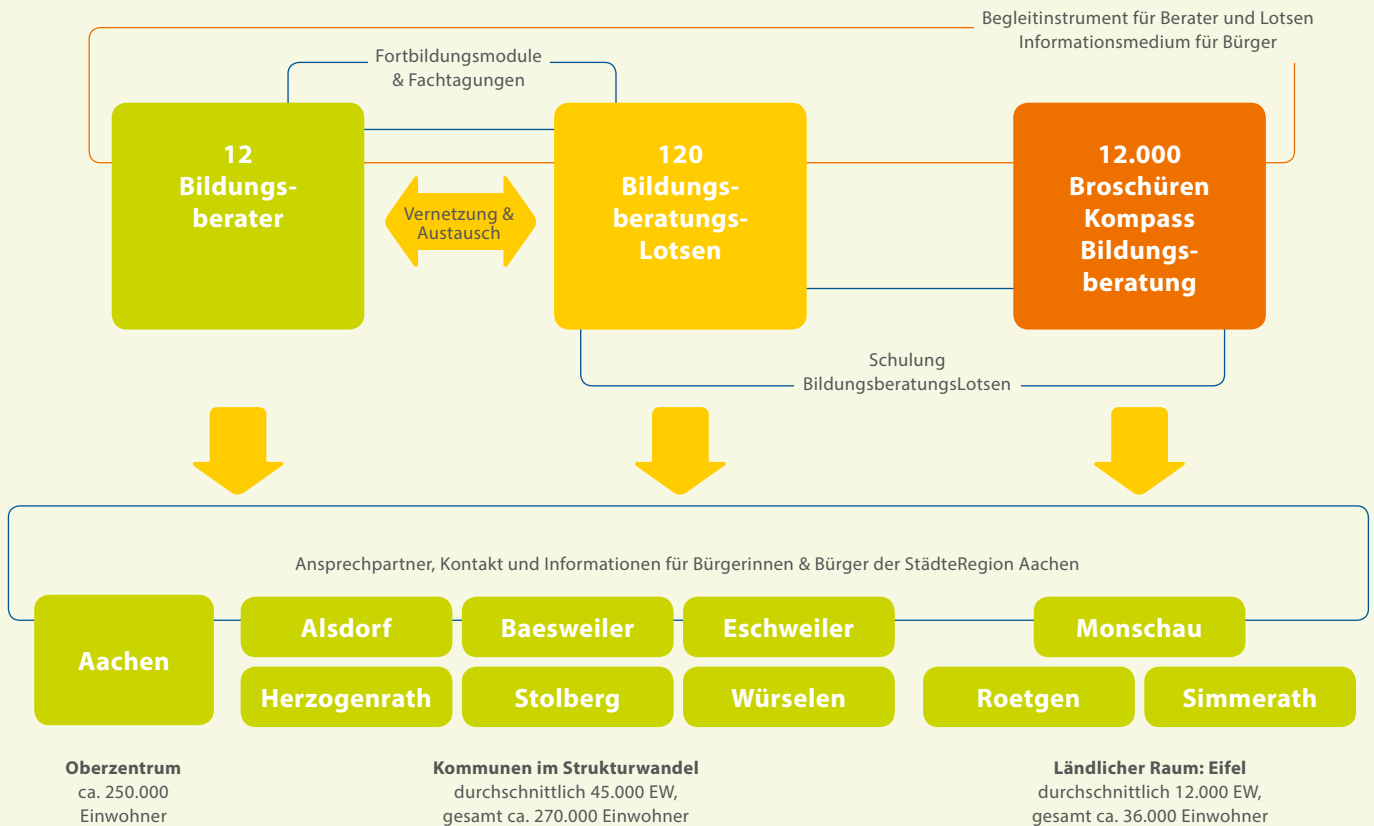 Begleitinstrument für Berater und Lotsen
Informationsmedium für Bürger
Fortbildungsmodule
& Fachtagungen
12
Bildungs-
berater
Vernetzung &
Austausch
120
Bildungs-
beratungs-
Lotsen
12.000
Broschüren
Kompass
Bildungs-
beratung
Schulung
BildungsberatungsLotsen
Ansprechpartner, Kontakt und Informationen für Bürgerinnen & Bürger der StädteRegion Aachen
Aachen
Alsdorf
Baesweiler
Eschweiler
Herzogenrath
Stolberg
Würselen
Monschau
Roetgen
Simmerath
Oberzentrum
ca. 250.000
Einwohner
Kommunen im Strukturwandel
durchschnittlich 45.000 EW,
gesamt ca. 270.000 Einwohner
Ländlicher Raum: Eifel
durchschnittlich 12.000 EW,
gesamt ca. 36.000 Einwohner